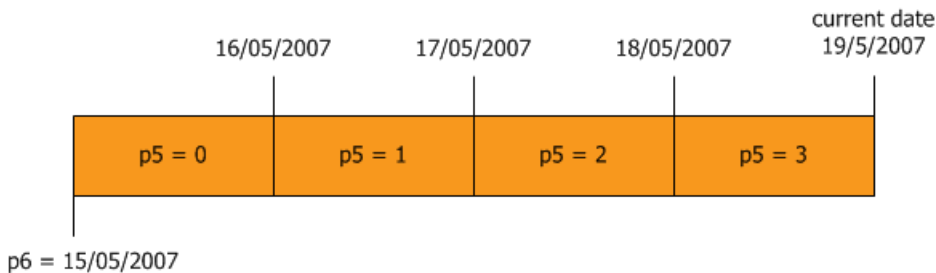 current date
16/05/2007 17/05/2007 18/05/2007 19/5/2007
p5 = 0 p5 = 1 p5 = 2 p5 = 3
p6 = 15/05/2007